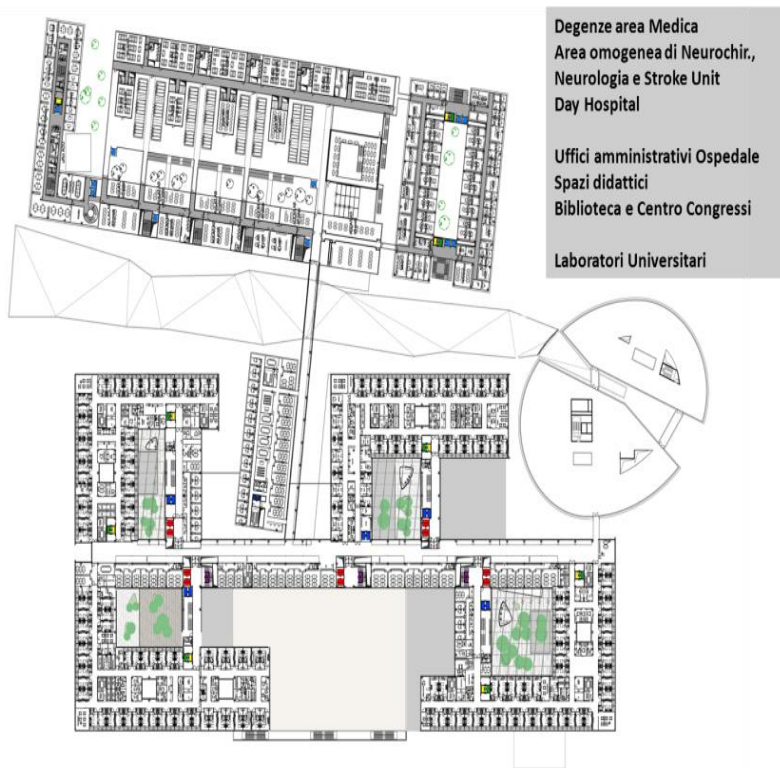 Degenze area Medica
Area omogenea di Neurochir.,
Neurologia e Stroke Unit
Day Hospital
Uffici amministrativi Ospedale
Spazi didattici
Biblioteca e Centro Congressi
Laboratori Universitari